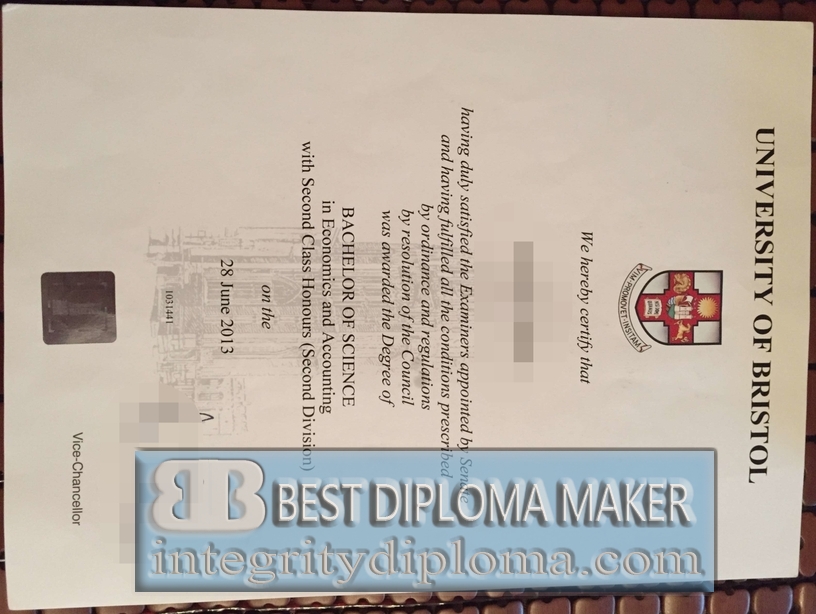 UNIVERSITY OF BRISTOL
VIM·PROMOVET·INSITAM
We hereby certify that
having duly satisfied the Examiners appointed by Senate
and having fulfilled all the conditions prescribed
by ordinance and regulations
by resolution of the Council
was awarded the Degree of
BACHELOR OF SCIENCE
in Economics and Accounting
with Second Class Honours (Second Division)
on the
28 June 2013
1031441
Vice-Chancellor
BB BEST DIPLOMA MAKER
integritydiploma.com